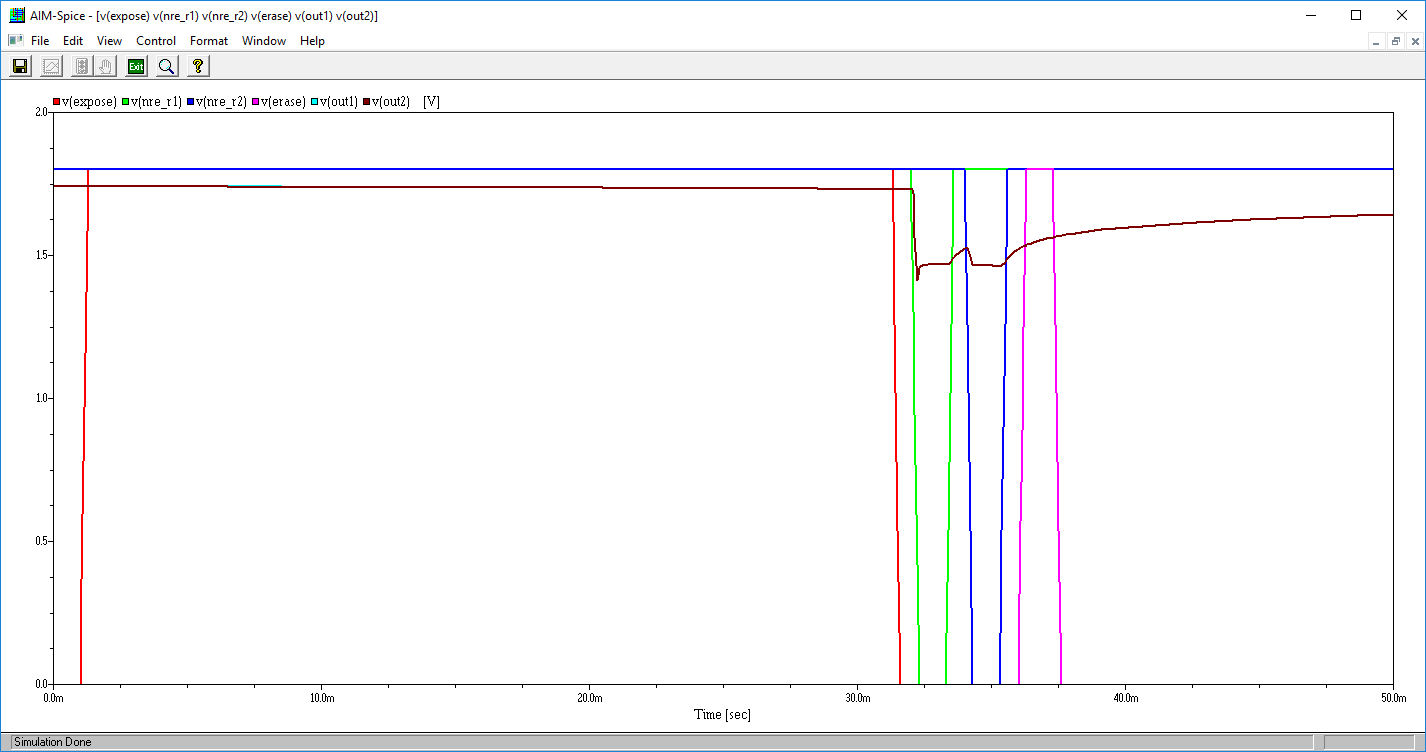 AIM-Spice - [v(expose) v(nre_r1) v(nre_r2) v(erase) v(out1) v(out2)]
File Edit View Control Format Window Help
Exit ?
v(expose) v(nre_r1) v(nre_r2) v(erase) v(out1) v(out2) [V]
2.0
1.5
1.0
0.5
0.0
0.0m 10.0m 20.0m 30.0m 40.0m 50.0m
Time [sec]
Simulation Done